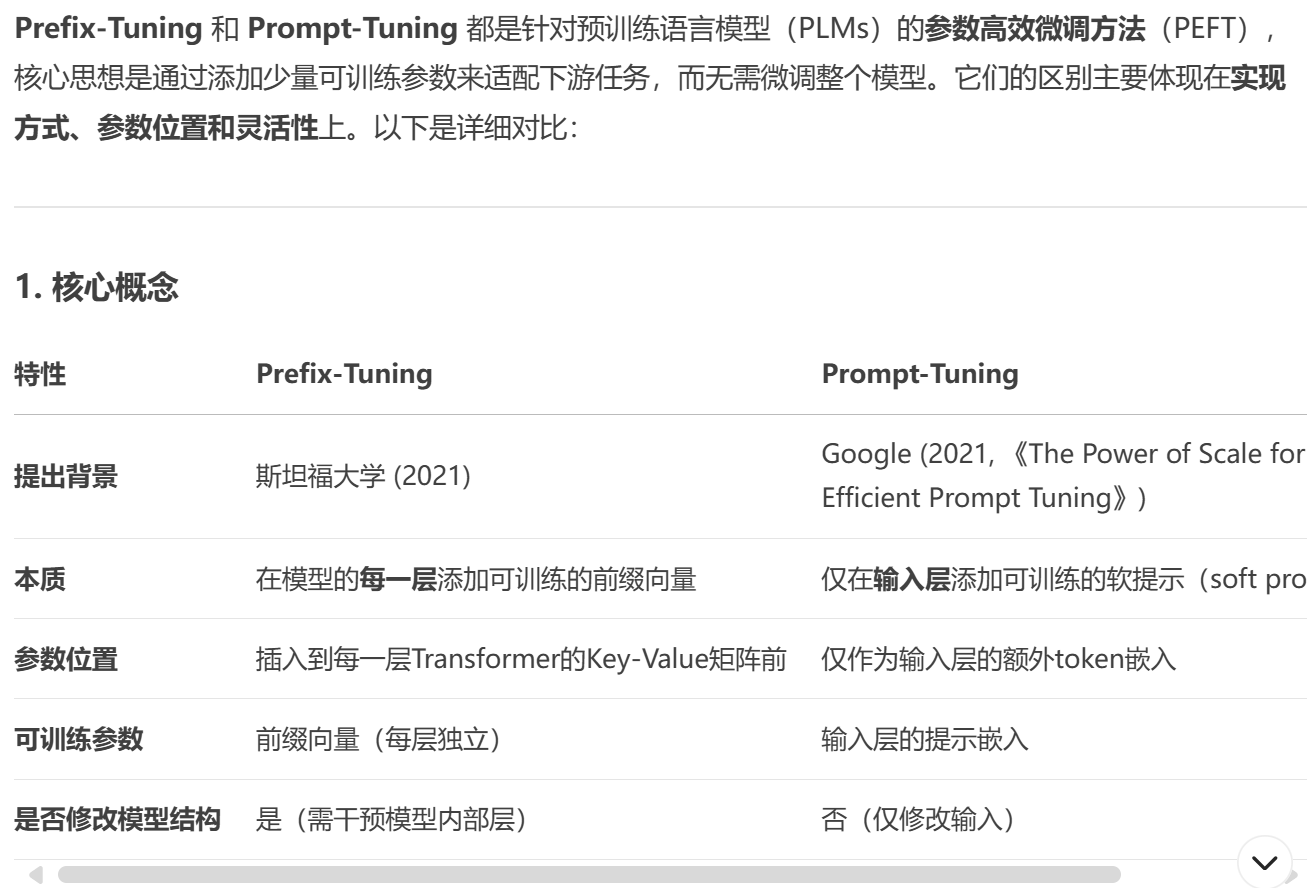 Prefix-Tuning 和 Prompt-Tuning 都是针对预训练语言模型（PLMs）的参数高效微调方法（PEFT），
核心思想是通过添加少量可训练参数来适配下游任务，而无需微调整个模型。它们的区别主要体现在实现
方式、参数位置和灵活性上。以下是详细对比：
1. 核心概念
特性 Prefix-Tuning Prompt-Tuning
提出背景 斯坦福大学 (2021) Google (2021, 《The Power of Scale for
Efficient Prompt Tuning》)
本质 在模型的每一层添加可训练的前缀向量 仅在输入层添加可训练的软提示（soft pro
参数位置 插入到每一层Transformer的Key-Value矩阵前 仅作为输入层的额外token嵌入
可训练参数 前缀向量（每层独立） 输入层的提示嵌入
是否修改模型结构 是（需干预模型内部层） 否（仅修改输入）